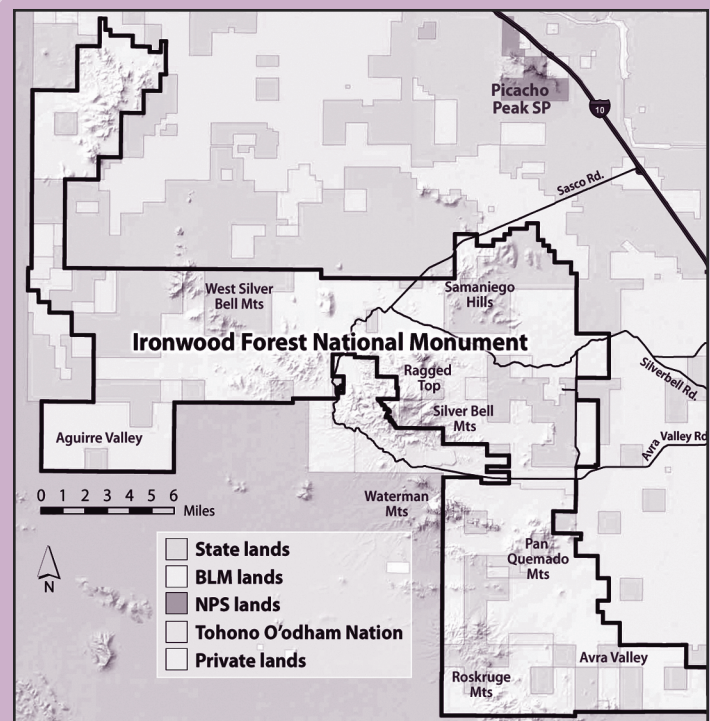 Picacho
Peak SP
10
Sasco Rd.
West Silver
Bell Mts
Samaniego
Hills
Ironwood Forest National Monument
Ragged
Top
Silverbell Rd.
Silver Bell
Mts
Aguirre Valley
Avra Valley Rd
0 1 2 3 4 5 6
Miles
Waterman
Mts
N
State lands
BLM lands
NPS lands
Tohono O'odham Nation
Private lands
Pan
Quemado
Mts
Avra Valley
Roskruge
Mts